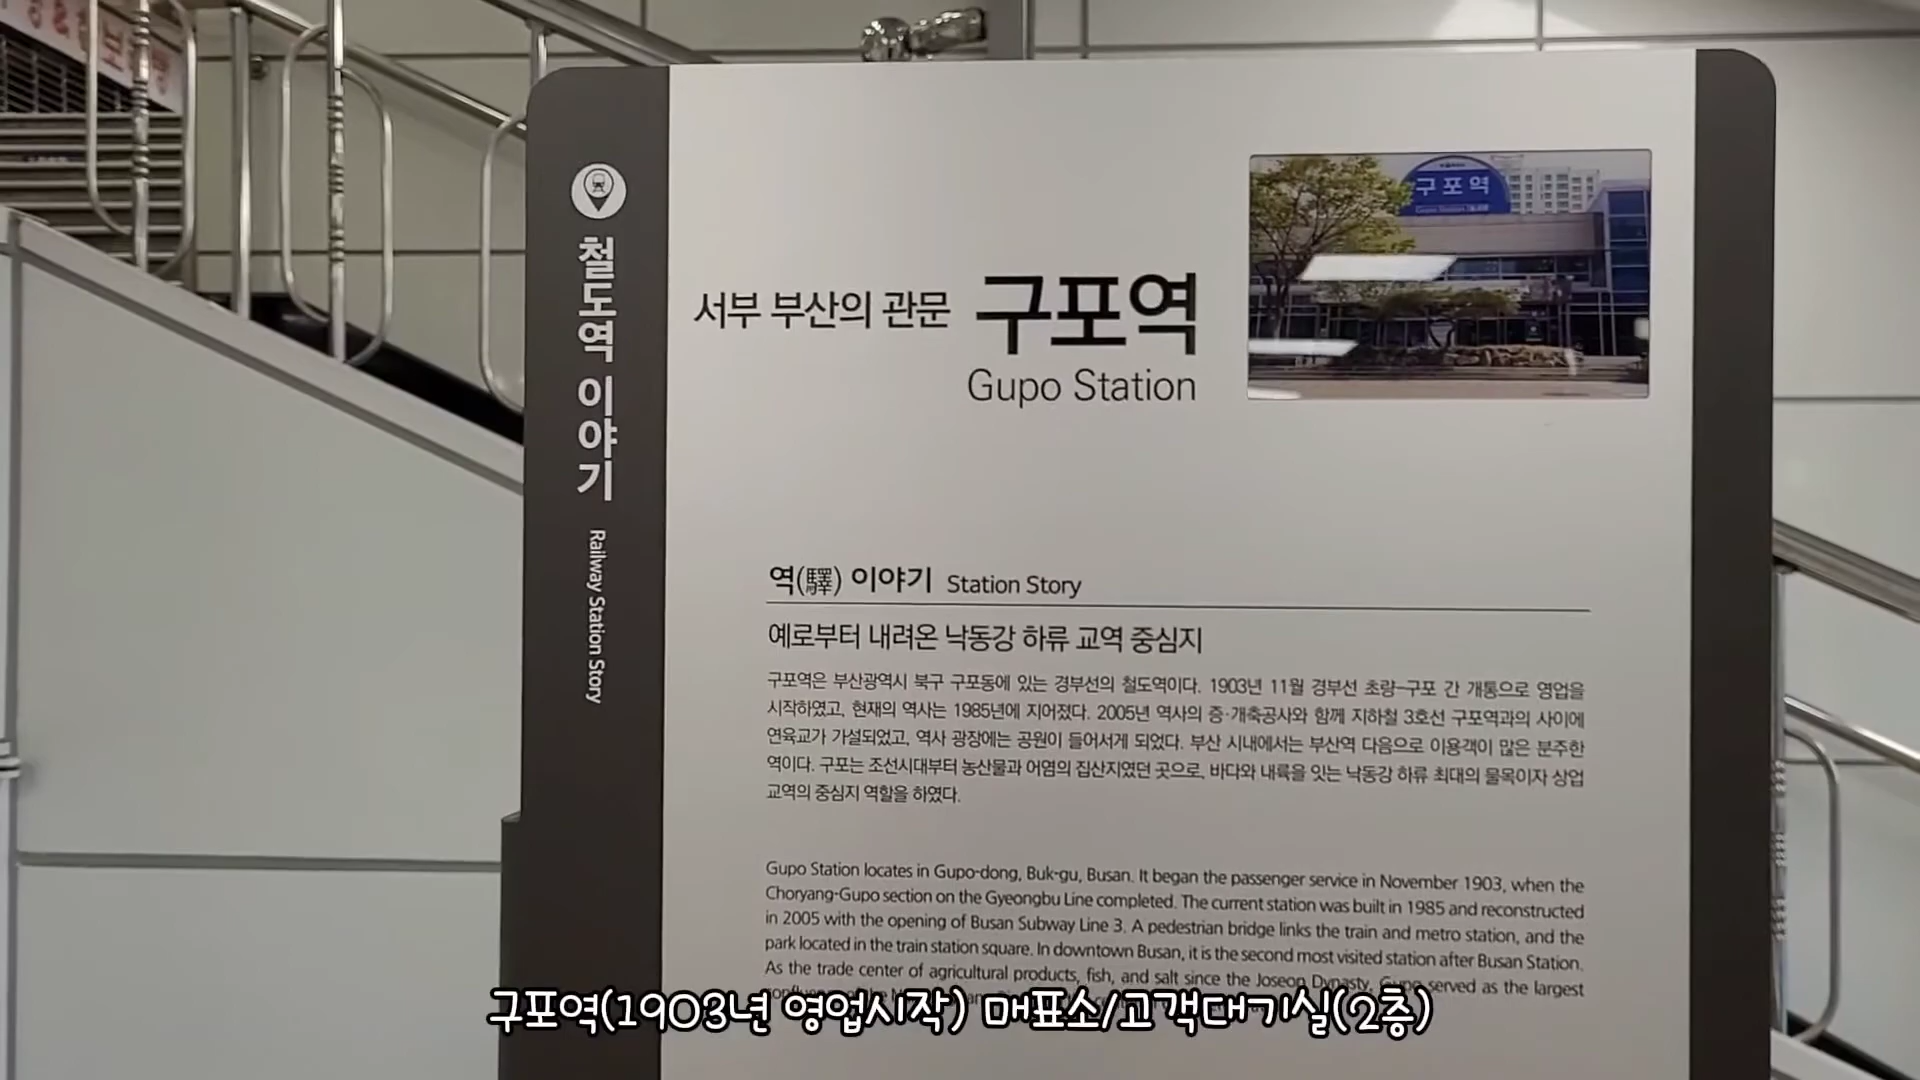 철도역 이야기
Railway Station Story
서부 부산의 관문 구포역
Gupo Station
구포역
역(驛) 이야기 Station Story
예로부터 내려온 낙동강 하류 교역 중심지
구포역은 부산광역시 북구 구포동에 있는 경부선의 철도역이다. 1903년 11월 경부선 초량–구포 간 개통으로 영업을
시작하였고, 현재의 역사는 1985년에 지어졌다. 2005년 역사의 증·개축공사와 함께 지하철 3호선 구포역과의 사이에
연육교가 가설되었고, 역사 광장에는 공원이 들어서게 되었다. 부산 시내에서는 부산역 다음으로 이용객이 많은 분주한
역이다. 구포는 조선시대부터 농산물과 어염의 집산지였던 곳으로, 바다와 내륙을 잇는 낙동강 하류 최대의 물목이자 상업
교역의 중심지 역할을 하였다.
Gupo Station locates in Gupo-dong, Buk-gu, Busan. It began the passenger service in November 1903, when the
Choryang-Gupo section on the Gyeongbu Line completed. The current station was built in 1985 and reconstructed
in 2005 with the opening of Busan Subway Line 3. A pedestrian bridge links the train and metro station, and the
park located in the train station square. In downtown Busan, it is the second most visited station after Busan Station.
As the trade center of agricultural products, fish, and salt since the Joseon Dynasty, Gupo served as the largest
구포역(1903년 영업시작) 매표소/고객대기실(2층)